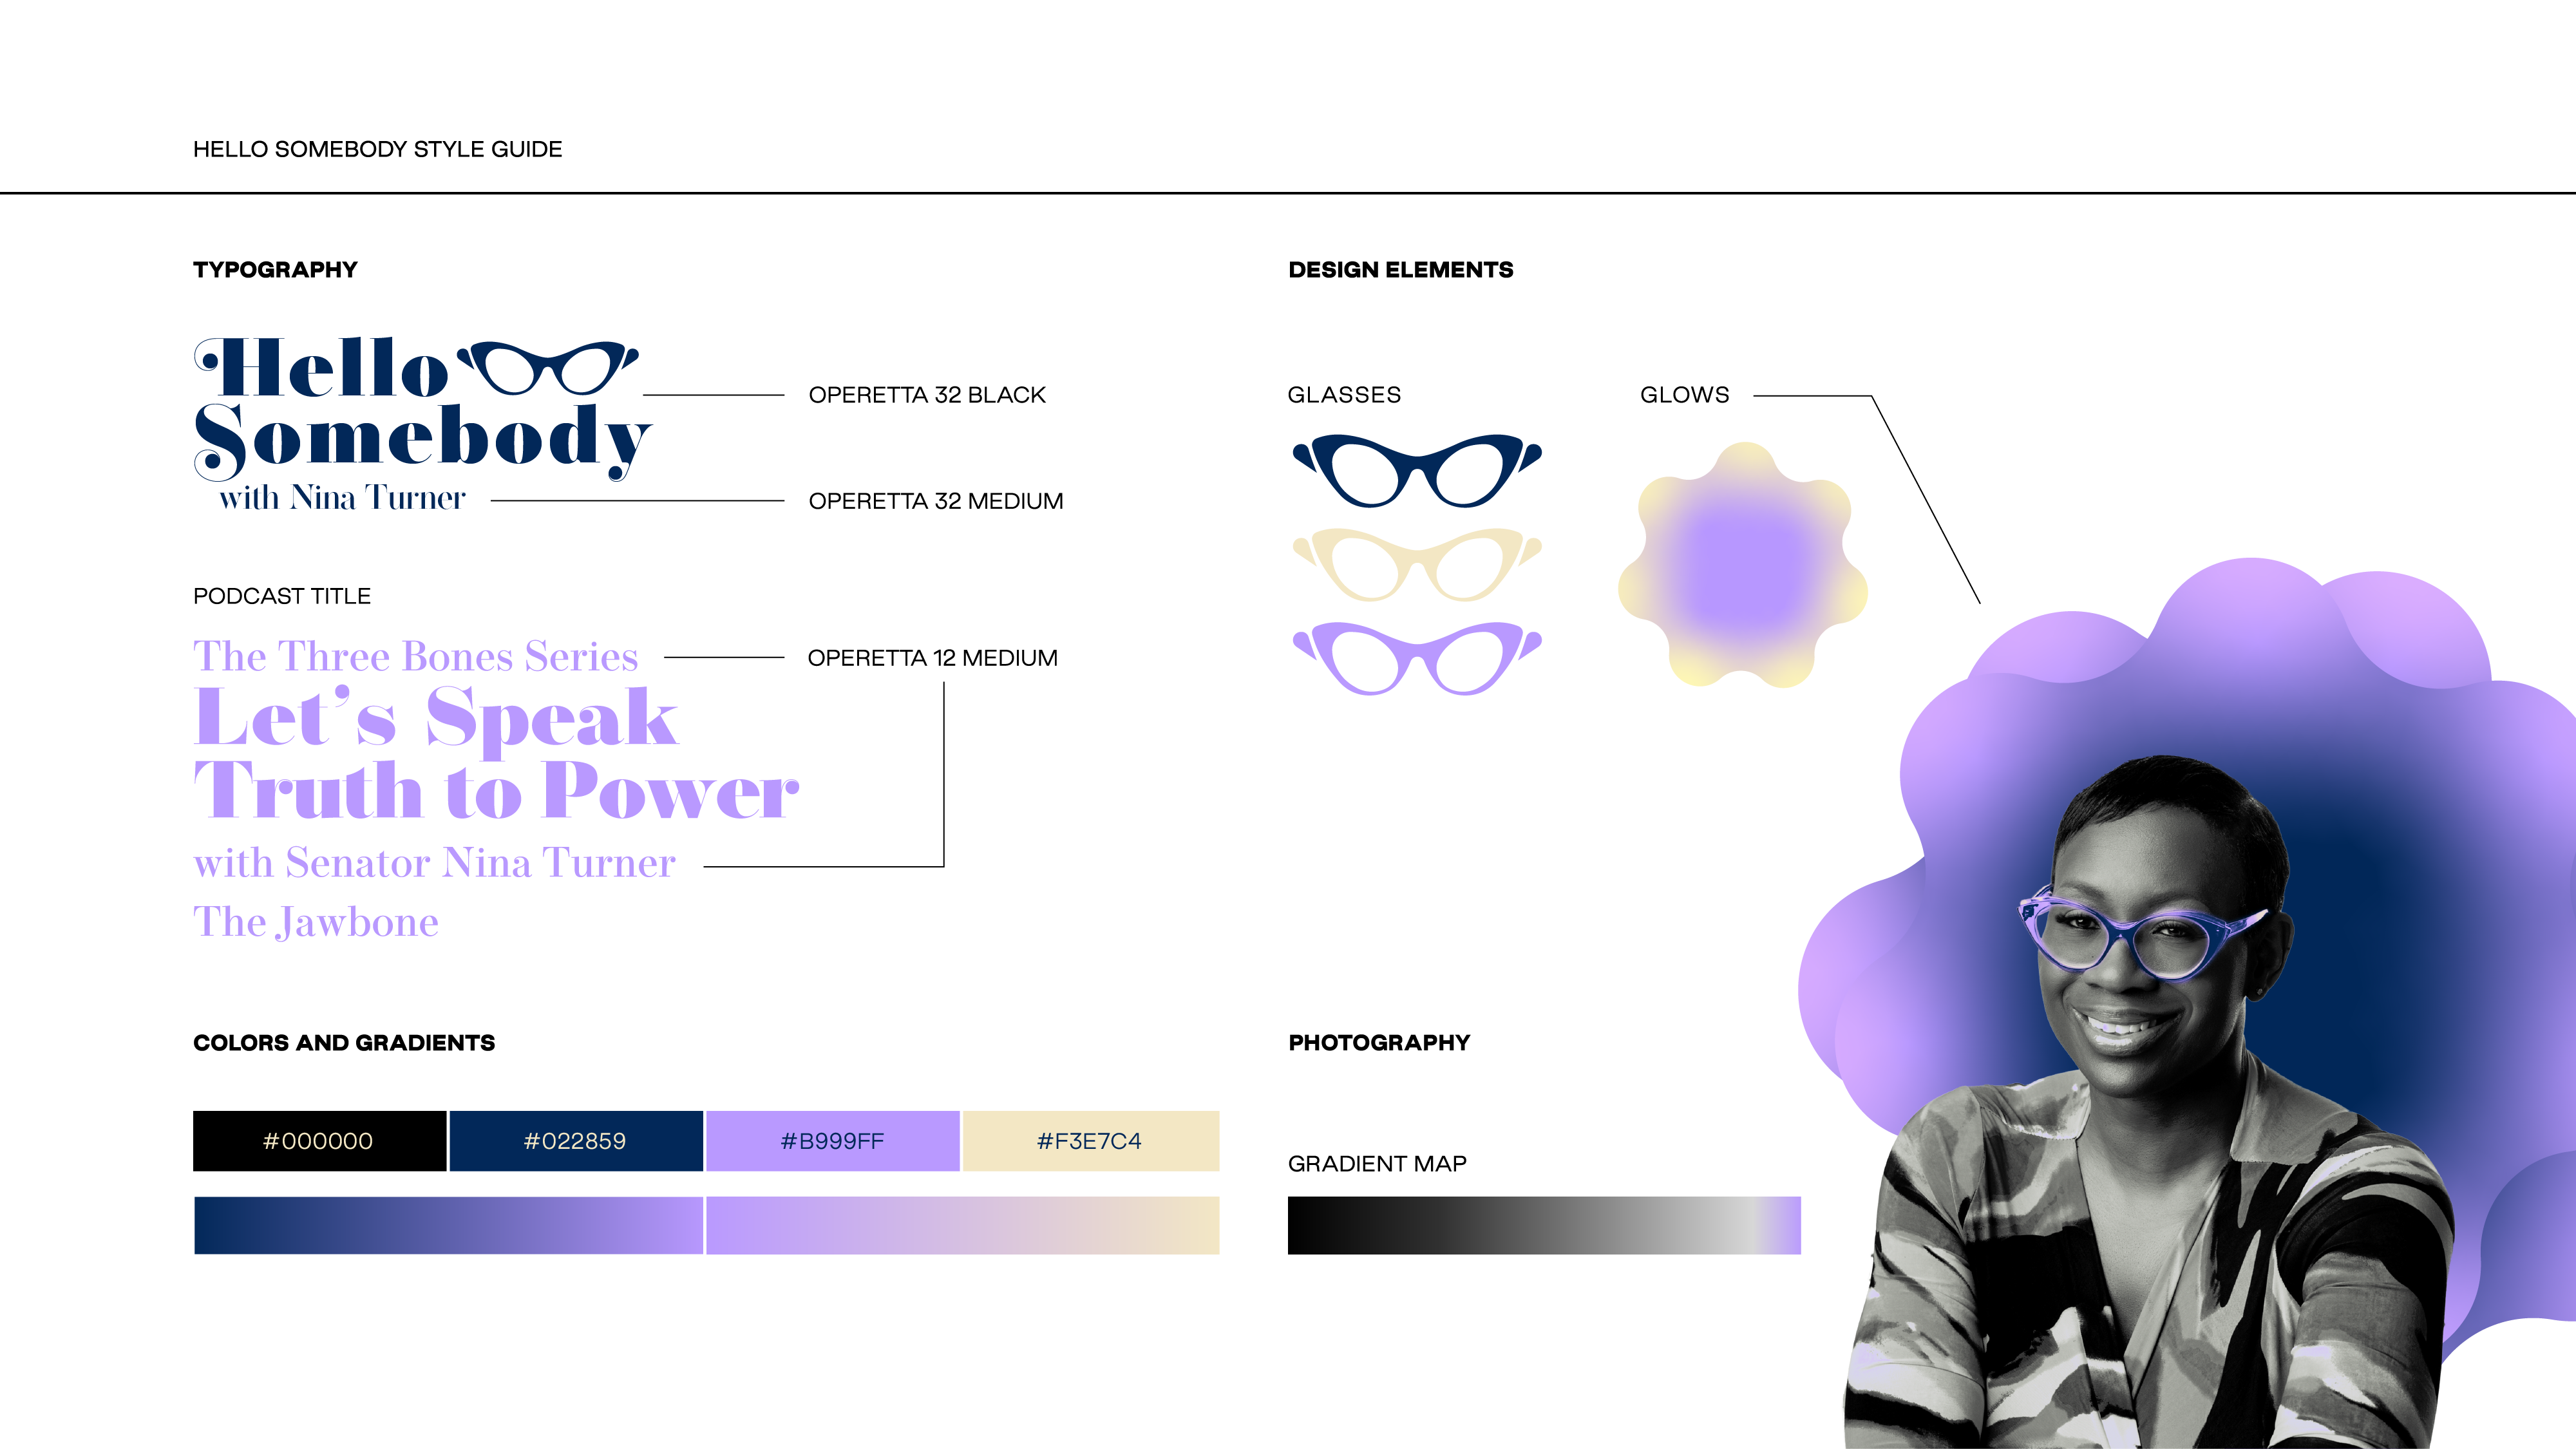 HELLO SOMEBODY STYLE GUIDE
TYPOGRAPHY
Hello
Somebody
with Nina Turner
OPERETTA 32 BLACK
OPERETTA 32 MEDIUM
PODCAST TITLE
The Three Bones Series
Let's Speak
Truth to Power
with Senator Nina Turner
The Jawbone
OPERETTA 12 MEDIUM
COLORS AND GRADIENTS
#000000
#022859
#B999FF
#F3E7C4
DESIGN ELEMENTS
GLASSES
GLOWS
PHOTOGRAPHY
GRADIENT MAP